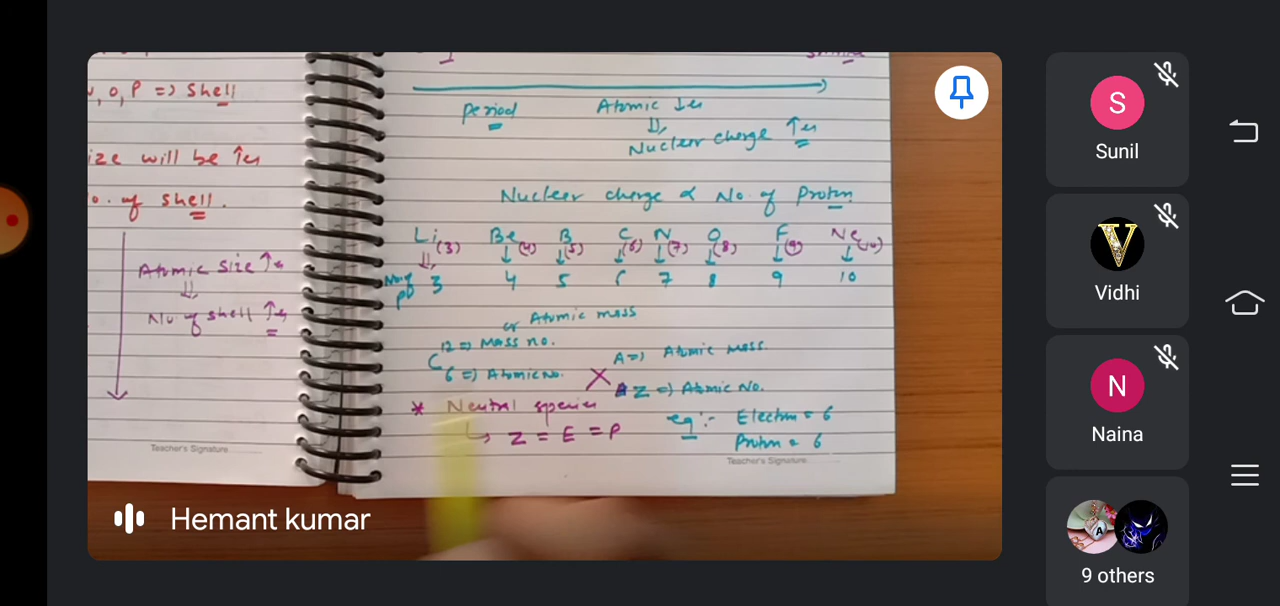 , O, P => Shell
ize will be ↑es
o. of shell.
Atomic size ↑es
⇓
No. of shell ↑es
Teacher's Signature
Period
Atomic ↓es
⇓
Nuclear charge ↑es
Nuclear charge ∝ No. of Proton
Li(3) Be(4) B(5) C(6) N(7) O(8) F(9) Ne(10)
No. of 3 4 5 6 7 8 9 10
or Atomic mass
12 => Mass no.
C
6 => Atomic No.
X
A => Atomic Mass.
Z => Atomic No.
* Neutral species
↳ Z = E = P
eg:- Electron = 6
Proton = 6
Teacher's Signature
Hemant kumar
S
Sunil
V
Vidhi
N
Naina
A
9 others